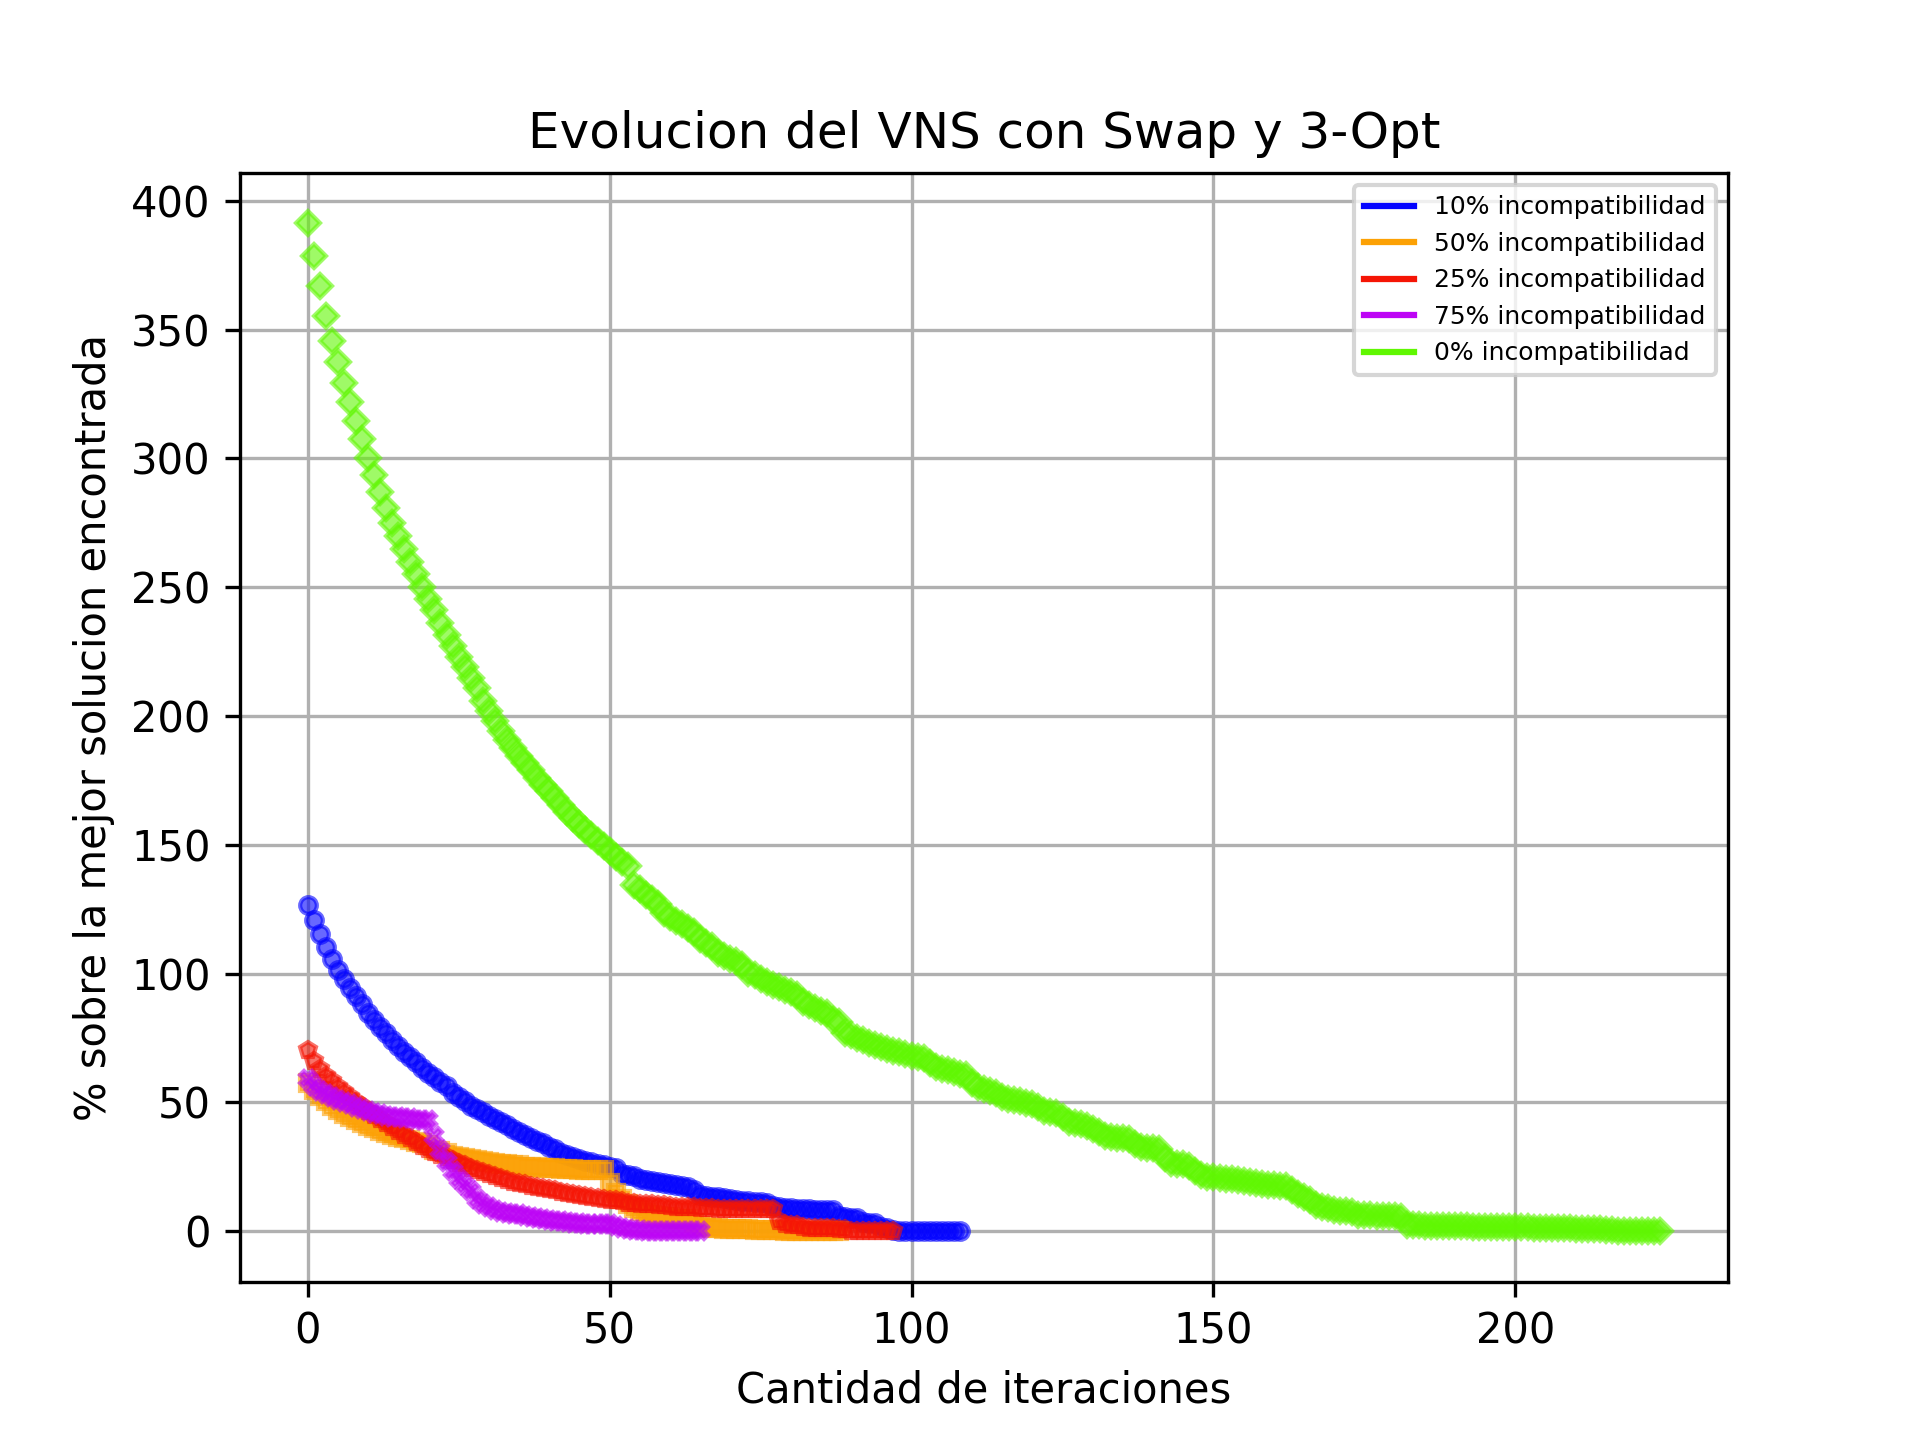 Evolucion del VNS con Swap y 3-Opt
400
350
300
250
200
150
100
50
0
% sobre la mejor solucion encontrada
10% incompatibilidad
50% incompatibilidad
25% incompatibilidad
75% incompatibilidad
0% incompatibilidad
0 50 100 150 200
Cantidad de iteraciones